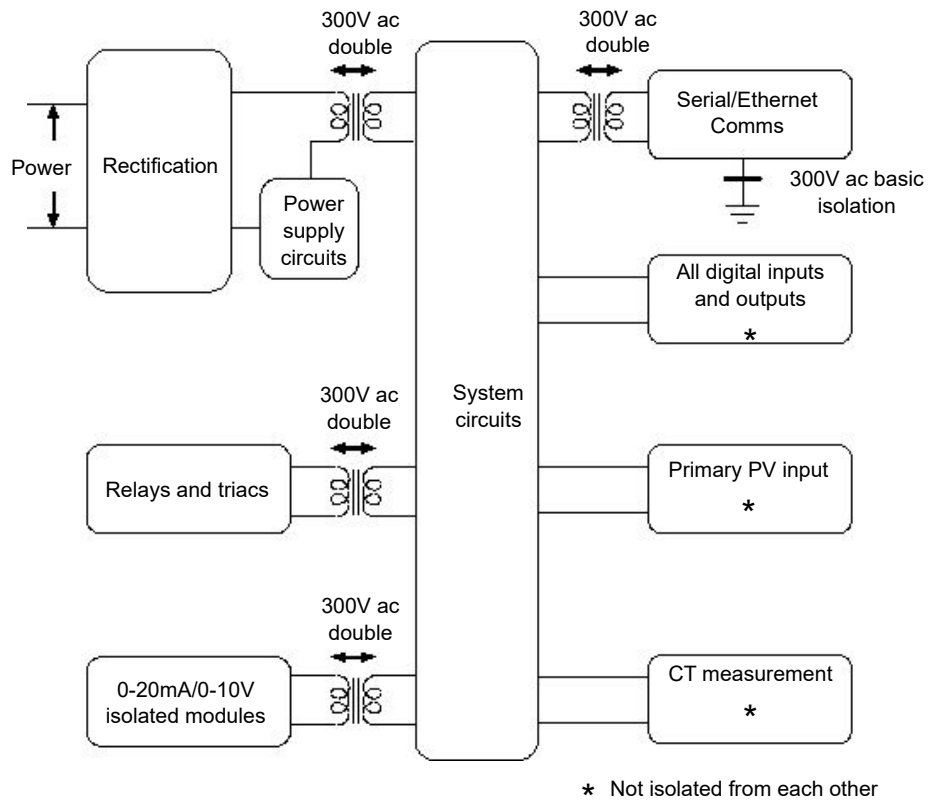 300V ac
double
300V ac
double
Power
Rectification
Power
supply
circuits
Serial/Ethernet
Comms
300V ac basic
isolation
All digital inputs
and outputs
*
System
circuits
300V ac
double
Relays and triacs
Primary PV input
*
300V ac
double
0-20mA/0-10V
isolated modules
CT measurement
*
* Not isolated from each other